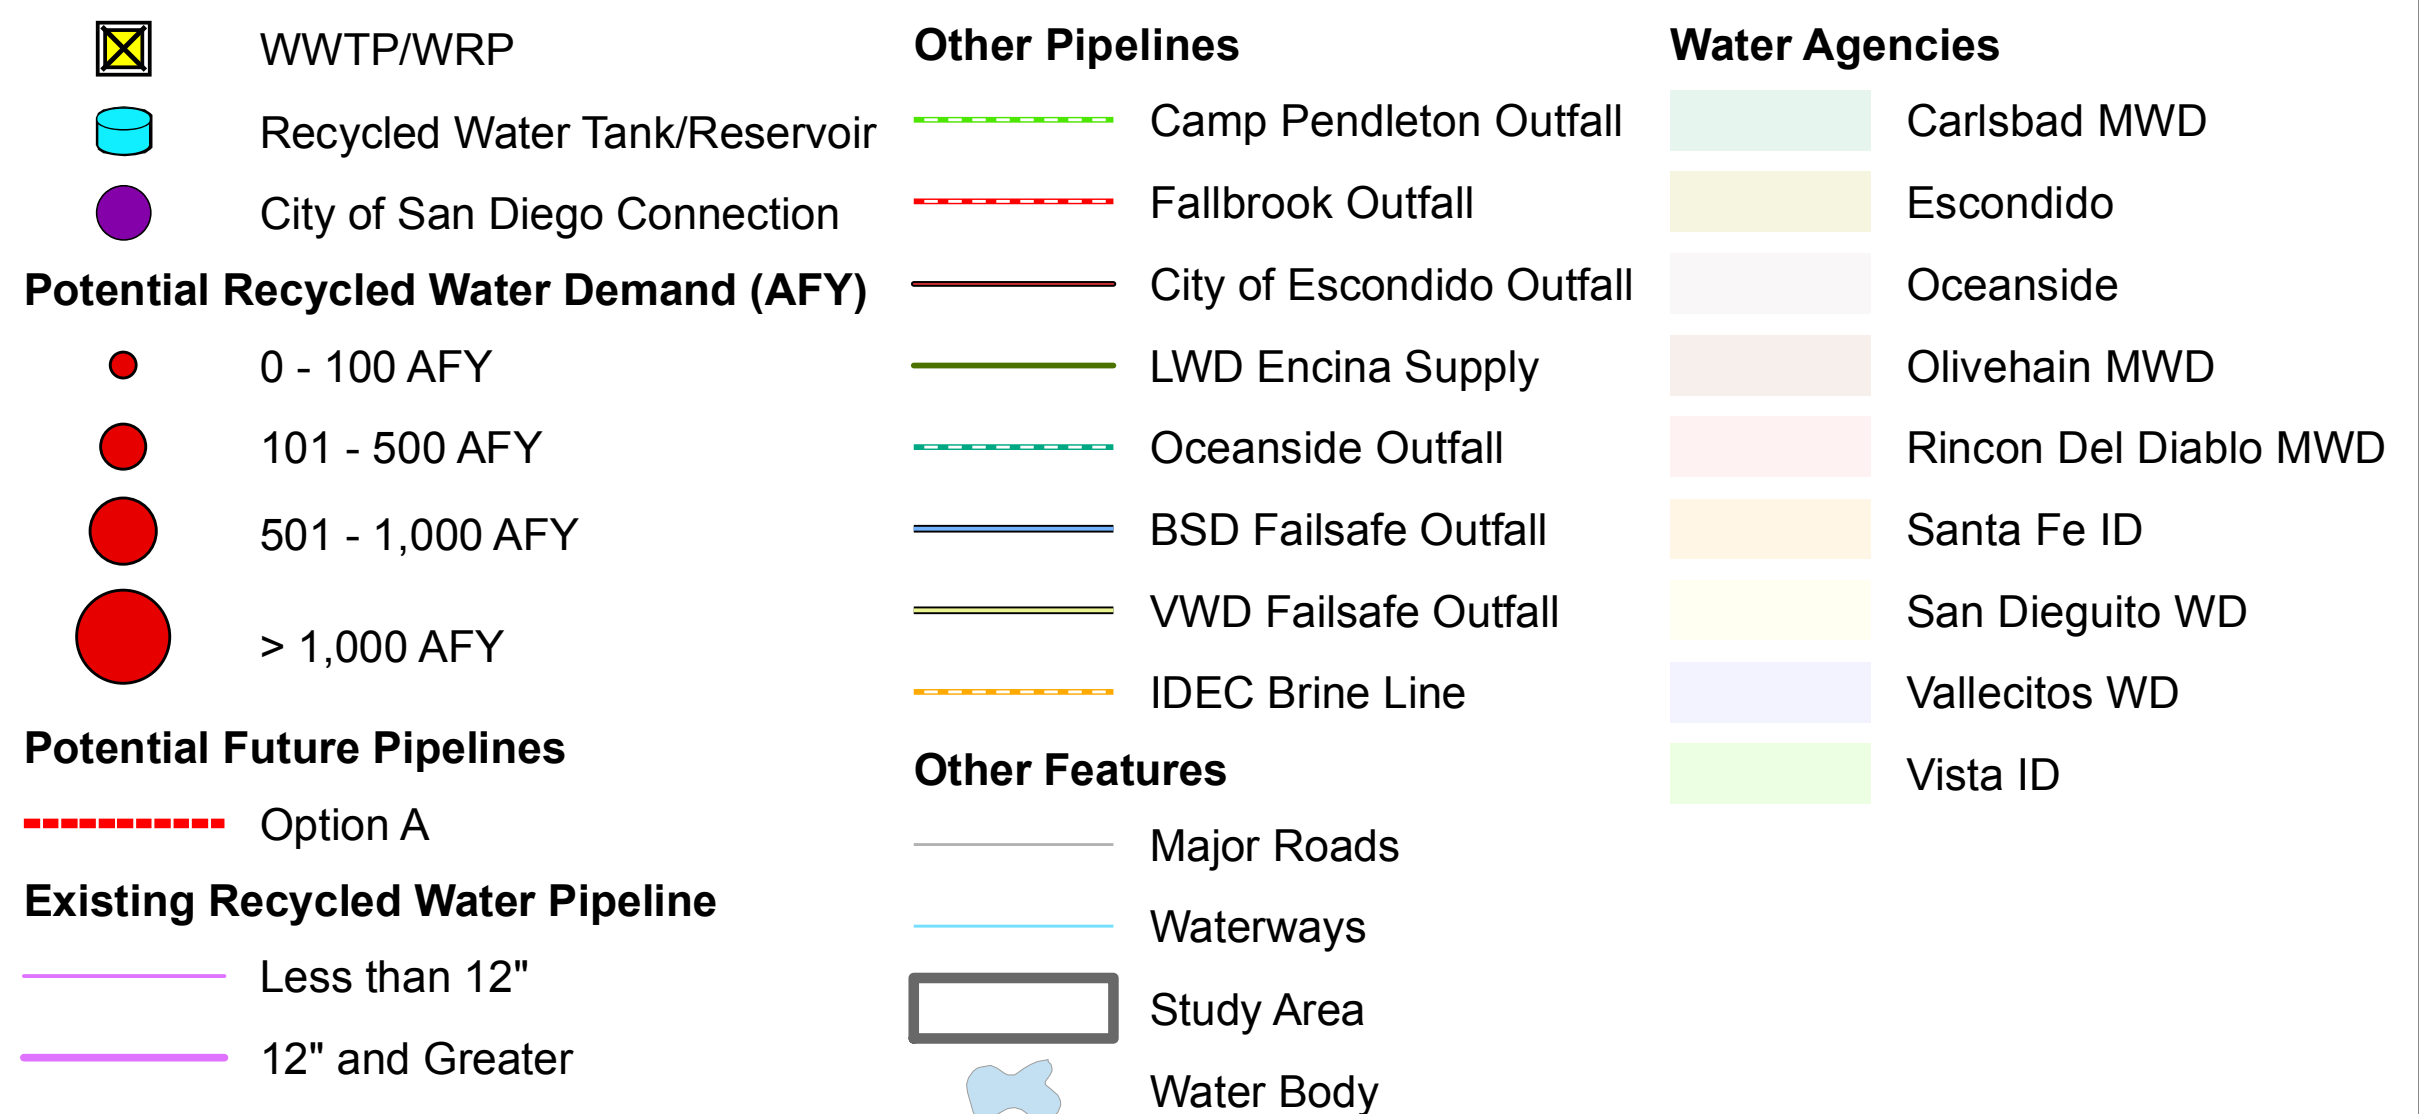 WWTP/WRP
Recycled Water Tank/Reservoir
City of San Diego Connection
Potential Recycled Water Demand (AFY)
0 - 100 AFY
101 - 500 AFY
501 - 1,000 AFY
> 1,000 AFY
Potential Future Pipelines
Option A
Existing Recycled Water Pipeline
Less than 12"
12" and Greater
Other Pipelines
Camp Pendleton Outfall
Fallbrook Outfall
City of Escondido Outfall
LWD Encina Supply
Oceanside Outfall
BSD Failsafe Outfall
VWD Failsafe Outfall
IDEC Brine Line
Other Features
Major Roads
Waterways
Study Area
Water Body
Water Agencies
Carlsbad MWD
Escondido
Oceanside
Olivehain MWD
Rincon Del Diablo MWD
Santa Fe ID
San Dieguito WD
Vallecitos WD
Vista ID